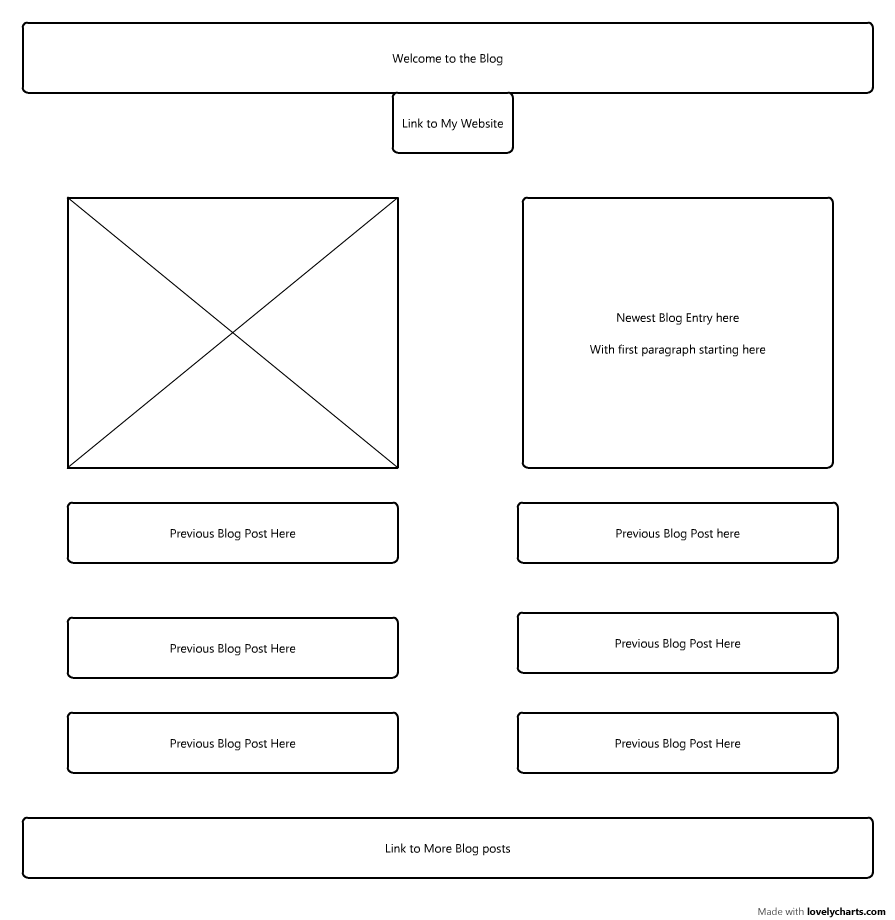 Welcome to the Blog
Link to My Website
Newest Blog Entry here
With first paragraph starting here
Previous Blog Post Here
Previous Blog Post here
Previous Blog Post Here
Previous Blog Post Here
Previous Blog Post Here
Previous Blog Post Here
Link to More Blog posts
Made with lovelycharts.com